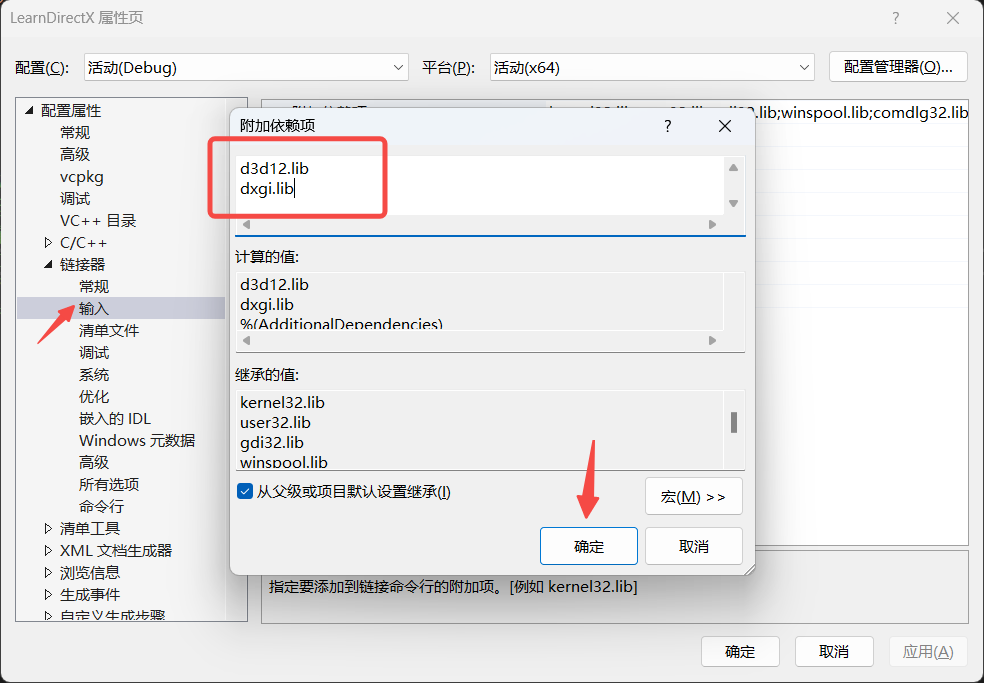 LearnDirectX 属性页
配置(C): 活动(Debug) 平台(P): 活动(x64) 配置管理器(O)...
配置属性
常规
高级
vcpkg
调试
VC++ 目录
C/C++
链接器
常规
输入
清单文件
调试
系统
优化
嵌入的 IDL
Windows 元数据
高级
所有选项
命令行
清单工具
XML 文档生成器
浏览信息
生成事件
自定义生成步骤
.lib;winspool.lib;comdlg32.lib
附加依赖项
d3d12.lib
dxgi.lib
计算的值:
d3d12.lib
dxgi.lib
%(AdditionalDependencies)
继承的值:
kernel32.lib
user32.lib
gdi32.lib
winspool.lib
从父级或项目默认设置继承(I)
宏(M) >>
确定 取消
指定要添加到链接命令行的附加项。[例如 kernel32.lib]
确定 取消 应用(A)